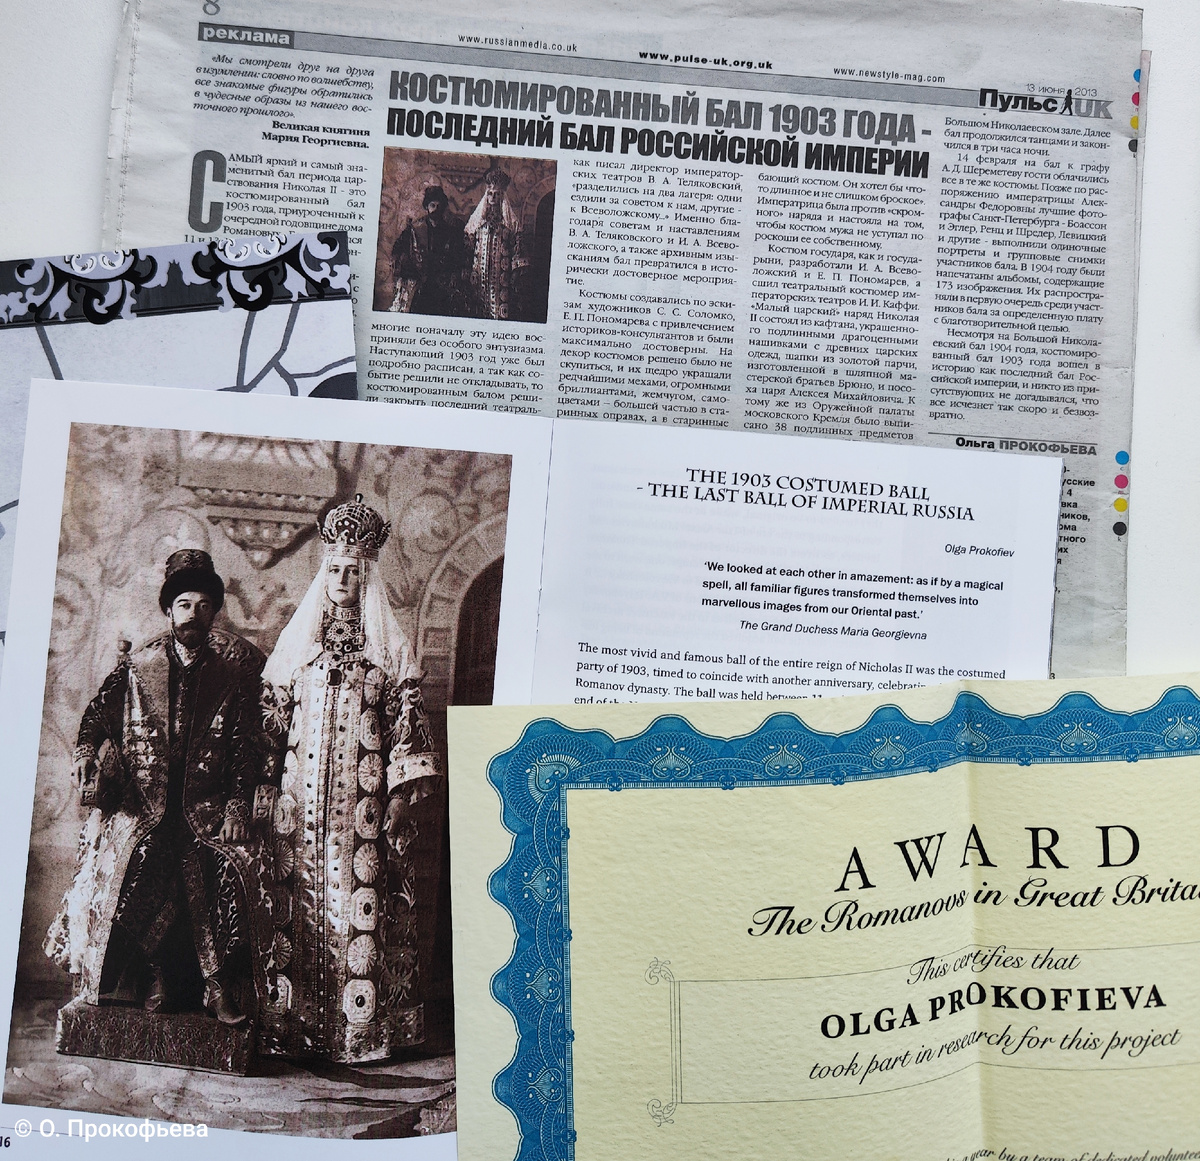 8
реклама
www.russianmedia.co.uk
www.pulse-uk.org.uk
www.newstyle-mag.com
13 июня 2013
Пульс UK
«Мы смотрели друг на друга
в изумлении: словно по волшебству,
все знакомые фигуры обратились
в чудесные образы из нашего вос-
точного прошлого».
Великая княгиня
Мария Георгиевна.
КОСТЮМИРОВАННЫЙ БАЛ 1903 ГОДА -
ПОСЛЕДНИЙ БАЛ РОССИЙСКОЙ ИМПЕРИИ
САМЫЙ яркий и самый зна-
менитый бал периода цар-
ствования Николая II - это
костюмированный бал
1903 года, приуроченный к
очередной годовщине дома
Романовых.
многие поначалу эту идею вос-
приняли без особого энтузиазма.
Наступающий 1903 год уже был
подробно расписан, а так как со-
бытие решили не откладывать, то
костюмированным балом реши-
ли закрыть последний театраль-
как писал директор император-
ских театров В. А. Теляковский,
«разделились на два лагеря: одни
ездили за советом к нам, другие -
к Всеволожскому...» Именно бла-
годаря советам и наставлениям
В. А. Теляковского и И. А. Всево-
ложского, а также архивным изы-
сканиям бал превратился в исто-
рически достоверное мероприя-
тие.
Костюмы создавались по эски-
зам художников С. С. Соломко,
Е. П. Пономарева с привлечением
историков-консультантов и были
максимально достоверны. На
декор костюмов решено было не
скупиться, и их щедро украшали
редчайшими мехами, огромными
бриллиантами, жемчугом, само-
цветами – большей частью в ста-
ринных оправах, а в старинные
бающий костюм. Он хотел бы что-
то длинное и не слишком броское».
Императрица была против «скром-
ного» наряда и настояла на том,
чтобы костюм мужа не уступал по
роскоши ее собственному.
Костюм государя, как и госуда-
рыни, разработали И. А. Всево-
ложский и Е. П. Пономарев, а
сшил театральный костюмер им-
ператорских театров И. И. Каффи.
«Малый царский» наряд Николая
II состоял из кафтана, украшенно-
го подлинными драгоценными
нашивками с древних царских
одежд, шапки из золотой парчи,
изготовленной в шляпной ма-
стерской братьев Брюно, и посо-
ха царя Алексея Михайловича. К
тому же из Оружейной палаты
московского Кремля было выпи-
сано 38 подлинных предметов
Большом Николаевском зале. Далее
бал продолжился танцами и закон-
чился в три часа ночи.
14 февраля на бал к графу
А. Д. Шереметеву гости облачились
все в те же костюмы. Позже по рас-
поряжению императрицы Алек-
сандры Федоровны лучшие фото-
графы Санкт-Петербурга - Боассон
и Эглер, Ренц и Шредер, Левицкий
и другие - выполнили одиночные
портреты и групповые снимки
участников бала. В 1904 году были
напечатаны альбомы, содержащие
173 изображения. Их распростра-
няли в первую очередь среди участ-
ников бала за определенную плату
с благотворительной целью.
Несмотря на Большой Никола-
евский бал 1904 года, костюмиро-
ванный бал 1903 года вошел в
историю как последний бал Рос-
сийской империи, и никто из при-
сутствующих не догадывался, что
все исчезнет так скоро и безвоз-
вратно.
Ольга ПРОКОФЬЕВА
THE 1903 COSTUMED BALL
- THE LAST BALL OF IMPERIAL RUSSIA
Olga Prokofiev
'We looked at each other in amazement: as if by a magical
spell, all familiar figures transformed themselves into
marvellous images from our Oriental past.'
The Grand Duchess Maria Georgievna
The most vivid and famous ball of the entire reign of Nicholas II was the costumed
party of 1903, timed to coincide with another anniversary, celebrati
Romanov dynasty. The ball was held between 11
end of the
AWARD
The Romanovs in Great Brita
This certifies that
OLGA PROKOFIEVA
took part in research for this project
year by a team of dedicated volunte
16
© О. Прокофьева